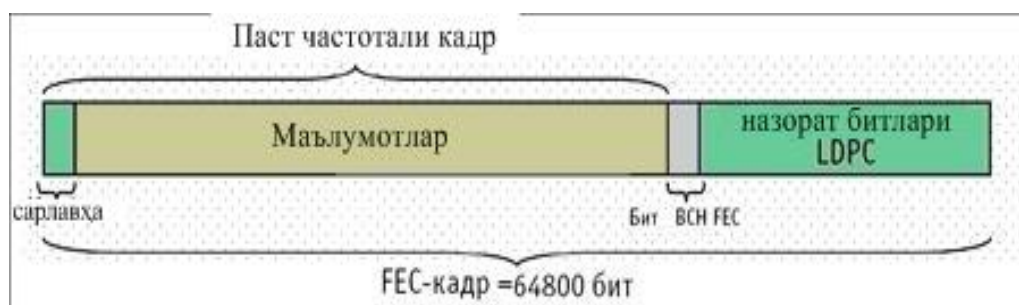 Паст частотали кадр
Маълумотлар
назорат битлари
LDPC
сарлавҳа
Бит BCH FEC
FEC-кадр =64800 бит